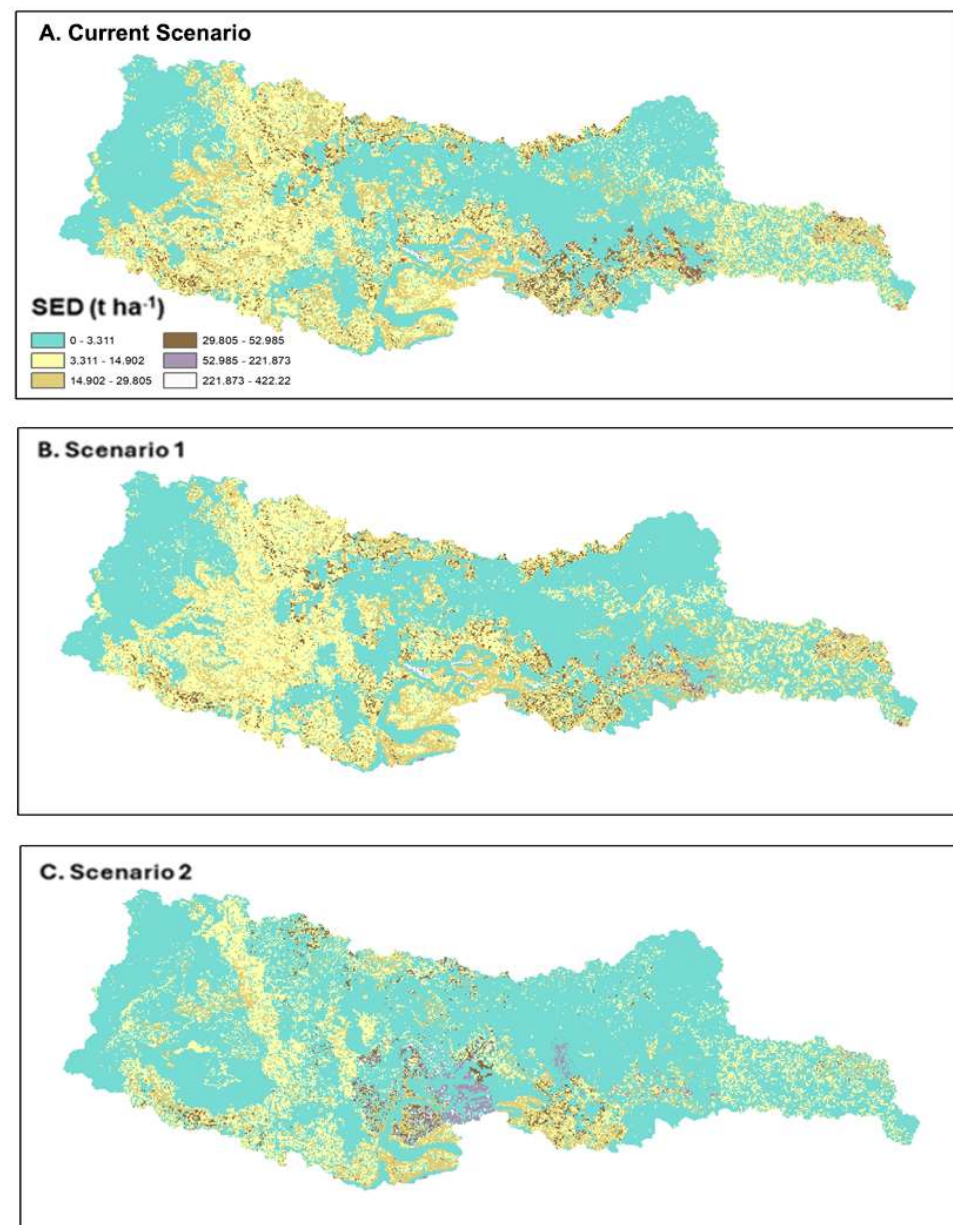 A. Current Scenario
SED (t ha⁻¹)
0 - 3.311
3.311 - 14.902
14.902 - 29.805
29.805 - 52.985
52.985 - 221.873
221.873 - 422.22
B. Scenario 1
C. Scenario 2